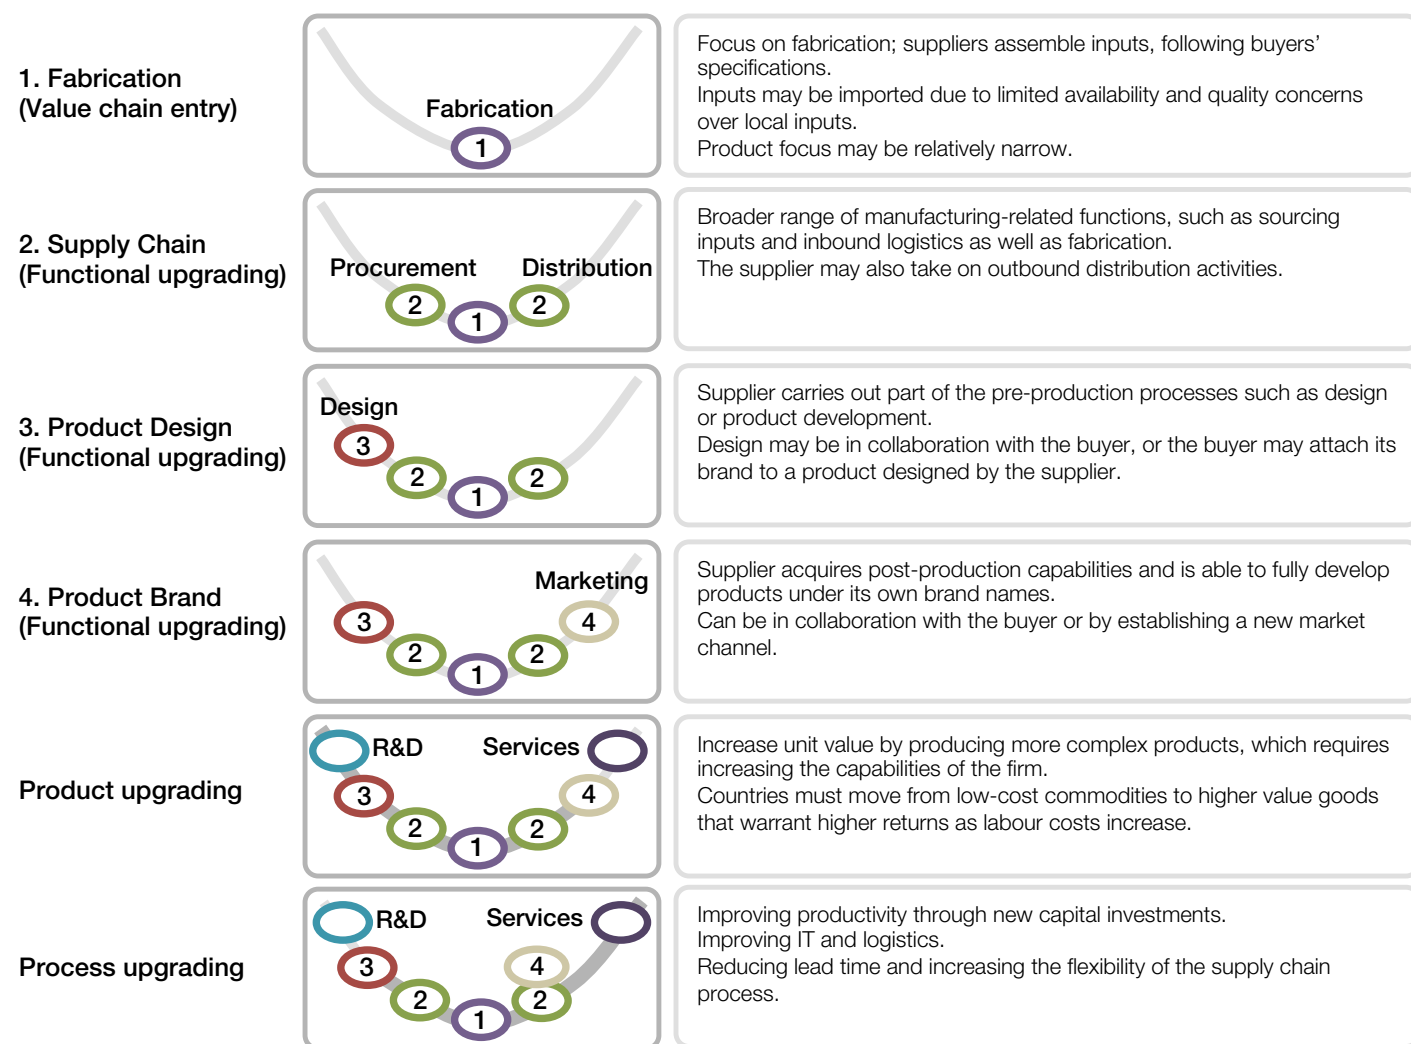 1. Fabrication
(Value chain entry)
Fabrication
1
Focus on fabrication; suppliers assemble inputs, following buyers'
specifications.
Inputs may be imported due to limited availability and quality concerns
over local inputs.
Product focus may be relatively narrow.
2. Supply Chain
(Functional upgrading)
Procurement Distribution
2 2
1
Broader range of manufacturing-related functions, such as sourcing
inputs and inbound logistics as well as fabrication.
The supplier may also take on outbound distribution activities.
3. Product Design
(Functional upgrading)
Design
3
2 2
1
Supplier carries out part of the pre-production processes such as design
or product development.
Design may be in collaboration with the buyer, or the buyer may attach its
brand to a product designed by the supplier.
4. Product Brand
(Functional upgrading)
Marketing
3 4
2 2
1
Supplier acquires post-production capabilities and is able to fully develop
products under its own brand names.
Can be in collaboration with the buyer or by establishing a new market
channel.
Product upgrading
R&D Services
3 4
2 2
1
Increase unit value by producing more complex products, which requires
increasing the capabilities of the firm.
Countries must move from low-cost commodities to higher value goods
that warrant higher returns as labour costs increase.
Process upgrading
R&D Services
3 4
2 2
1
Improving productivity through new capital investments.
Improving IT and logistics.
Reducing lead time and increasing the flexibility of the supply chain
process.